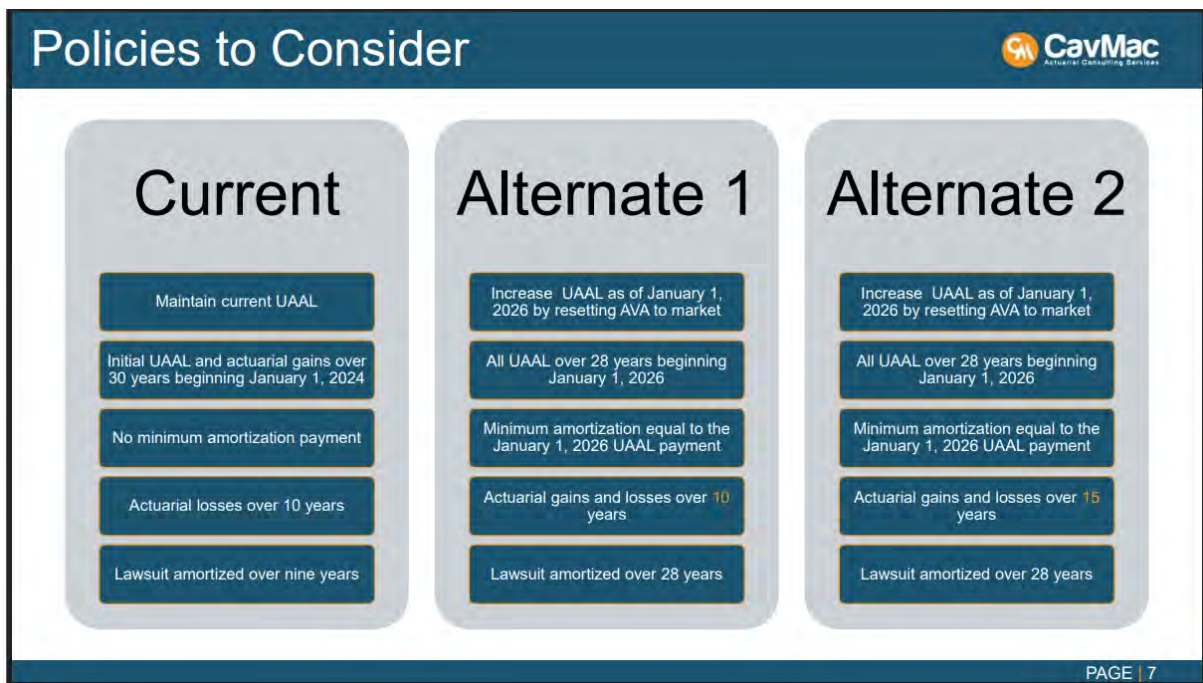 Policies to Consider
CavMac
Actuarial Consulting Services
Current
Maintain current UAAL
Initial UAAL and actuarial gains over
30 years beginning January 1, 2024
No minimum amortization payment
Actuarial losses over 10 years
Lawsuit amortized over nine years
Alternate 1
Increase UAAL as of January 1,
2026 by resetting AVA to market
All UAAL over 28 years beginning
January 1, 2026
Minimum amortization equal to the
January 1, 2026 UAAL payment
Actuarial gains and losses over 10
years
Lawsuit amortized over 28 years
Alternate 2
Increase UAAL as of January 1,
2026 by resetting AVA to market
All UAAL over 28 years beginning
January 1, 2026
Minimum amortization equal to the
January 1, 2026 UAAL payment
Actuarial gains and losses over 15
years
Lawsuit amortized over 28 years
PAGE | 7